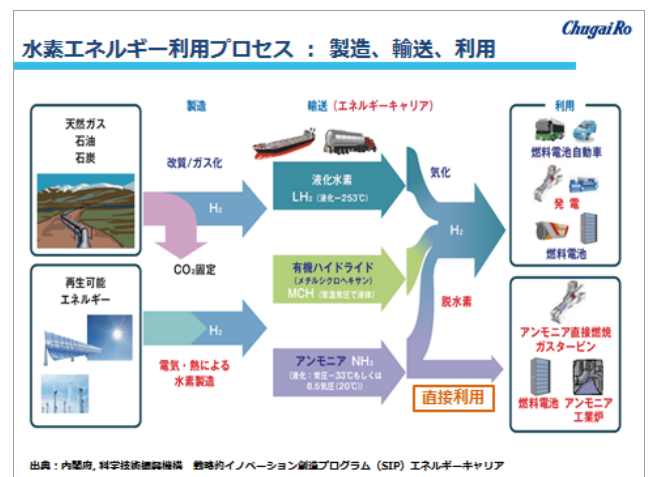 ChugaiRo
水素エネルギー利用プロセス : 製造、輸送、利用
製造
輸送（エネルギーキャリア）
利用
天然ガス
石油
石炭
改質/ガス化
H₂
CO₂固定
液化水素
LH₂（液化−253℃）
気化
H₂
燃料電池自動車
発 電
燃料電池
再生可能
エネルギー
H₂
電気・熱による
水素製造
有機ハイドライド
（メチルシクロヘキサン）
MCH（常温常圧で液体）
脱水素
アンモニア NH₃
（液化：常圧−33℃もしくは
8.5気圧（20℃））
直接利用
アンモニア直接燃焼
ガスタービン
燃料電池
アンモニア
工業炉
出典：内閣府, 科学技術振興機構　戦略的イノベーション創造プログラム（SIP）エネルギーキャリア